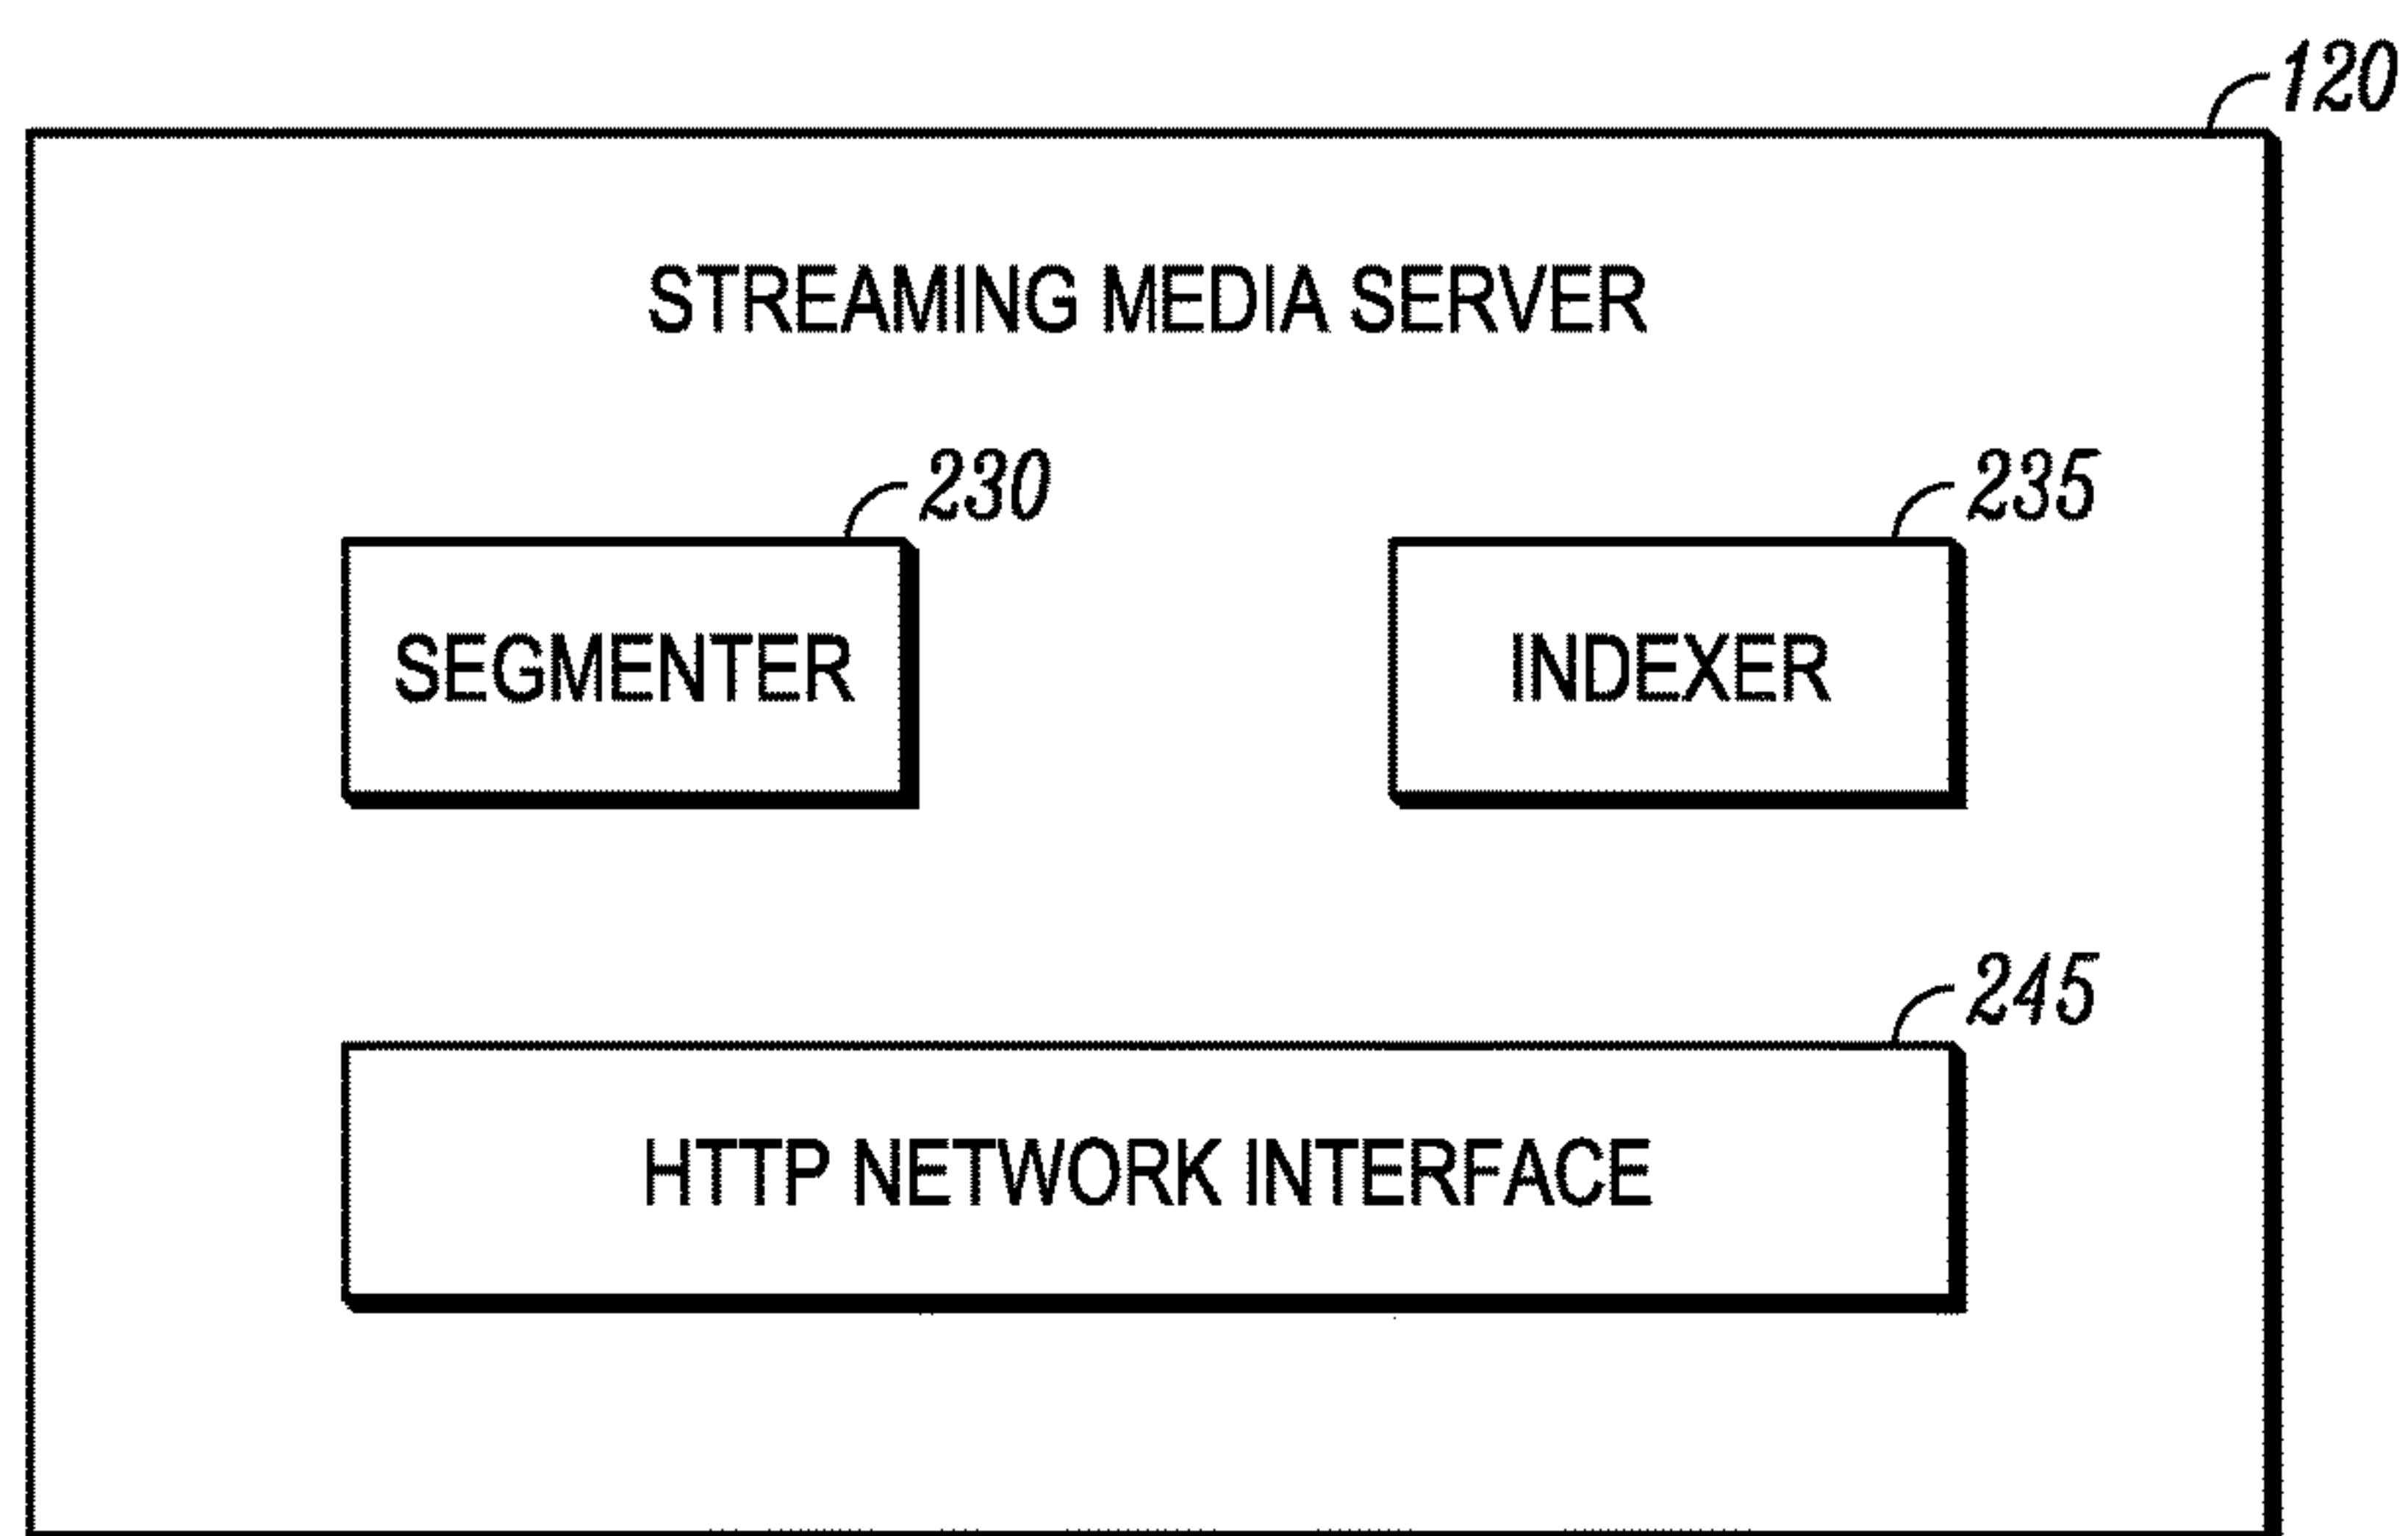 120
STREAMING MEDIA SERVER
230
235
SEGMENTER
INDEXER
245
HTTP NETWORK INTERFACE